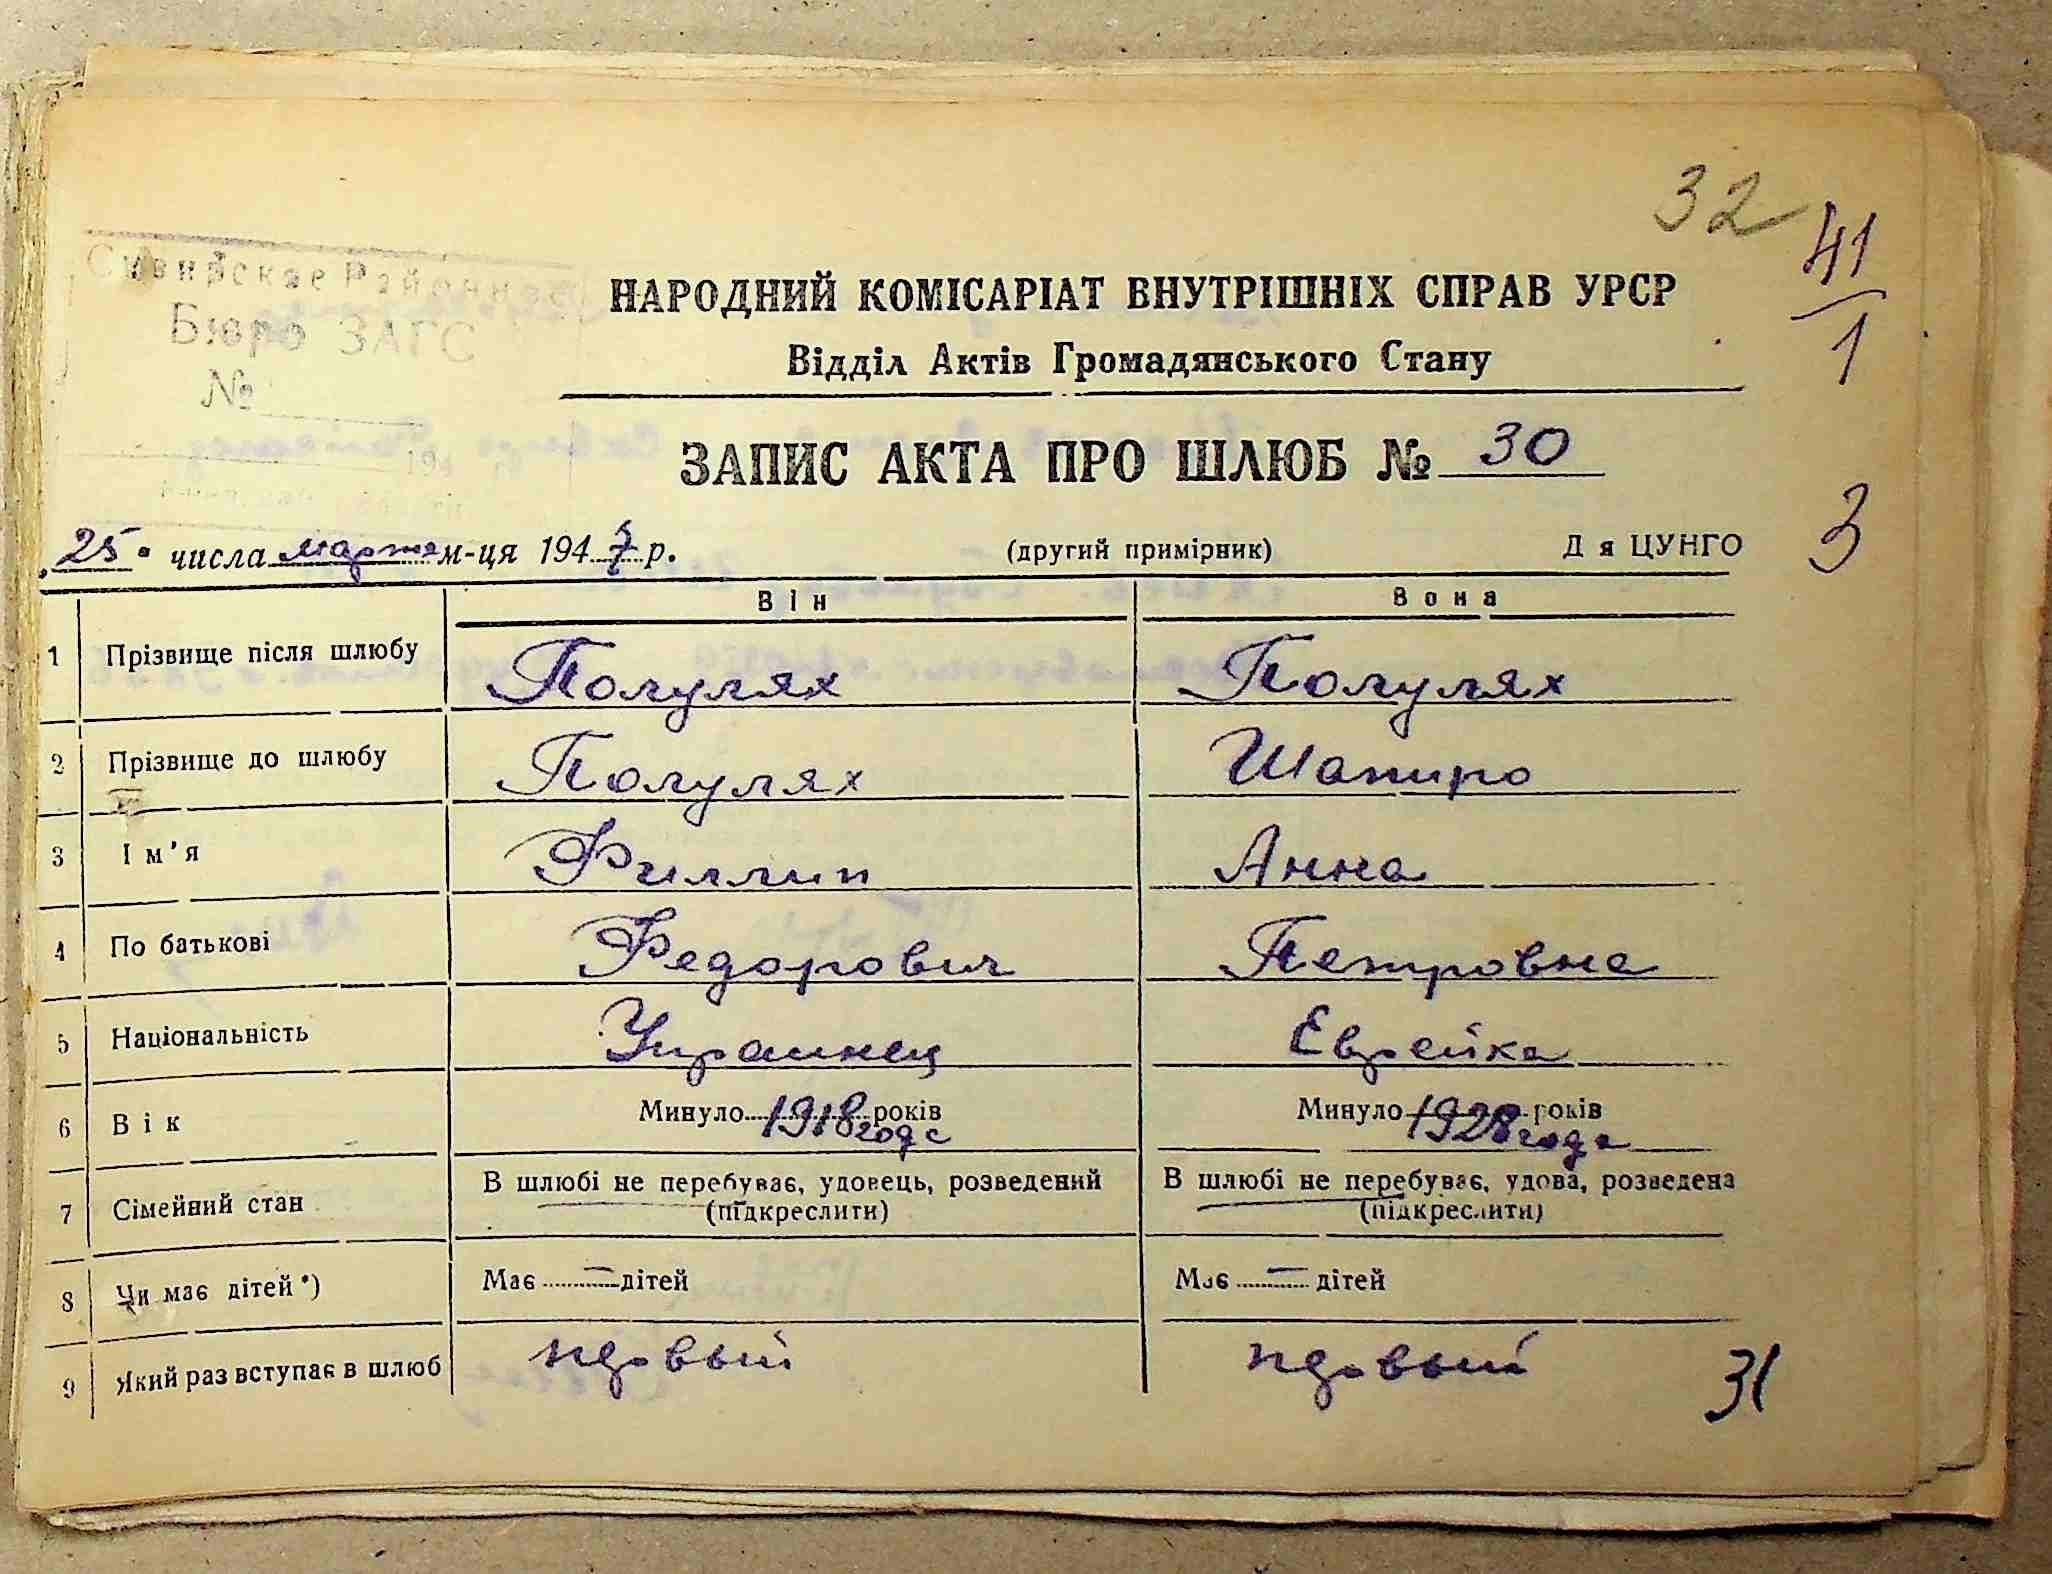 32
41
1
Сквирское Районное
Бюро ЗАГС
№
НАРОДНИЙ КОМІСАРІАТ ВНУТРІШНІХ СПРАВ УРСР
Відділ Актів Громадянського Стану
ЗАПИС АКТА ПРО ШЛЮБ № 30
3
25 числа марта м-ця 1947 р. (другий примірник) Д я ЦУНГО
Він Вона
1 Прізвище після шлюбу Полулях Полулях
2 Прізвище до шлюбу Полулях Шапиро
3 Ім'я Филлип Анна
4 По батькові Федорович Петровна
5 Національність Украинец Еврейка
6 Вік Минуло 1918 года років Минуло 1928 года років
7 Сімейний стан В шлюбі не перебуває, удовець, розведений В шлюбі не перебуває, удова, розведена
(підкреслити) (підкреслити)
8 Чи має дітей*) Має — дітей Має — дітей
9 Який раз вступає в шлюб первый первый
31